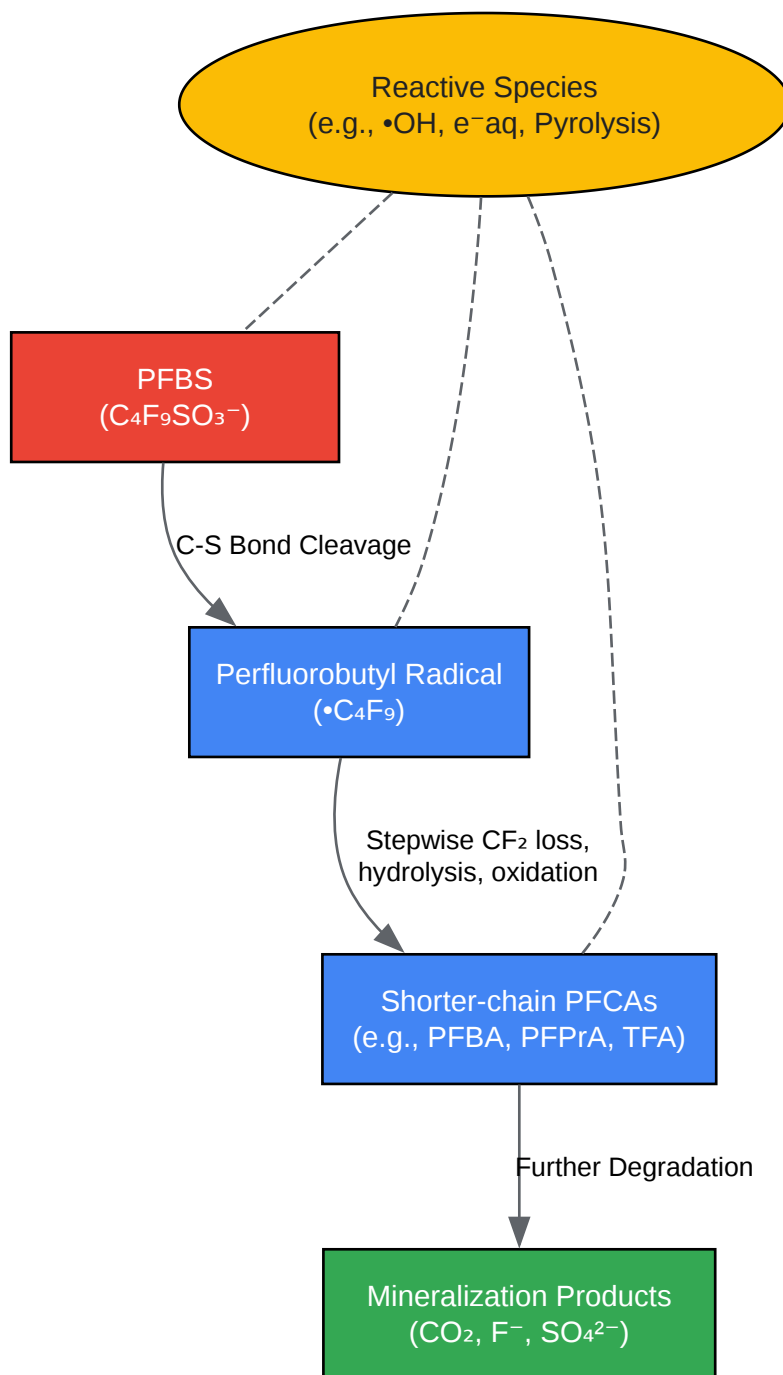 Reactive Species
(e.g., •OH, e⁻aq, Pyrolysis)
PFBS
(C₄F₉SO₃⁻)
C-S Bond Cleavage
Perfluorobutyl Radical
(•C₄F₉)
Stepwise CF₂ loss,
hydrolysis, oxidation
Shorter-chain PFCAs
(e.g., PFBA, PFPrA, TFA)
Further Degradation
Mineralization Products
(CO₂, F⁻, SO₄²⁻)